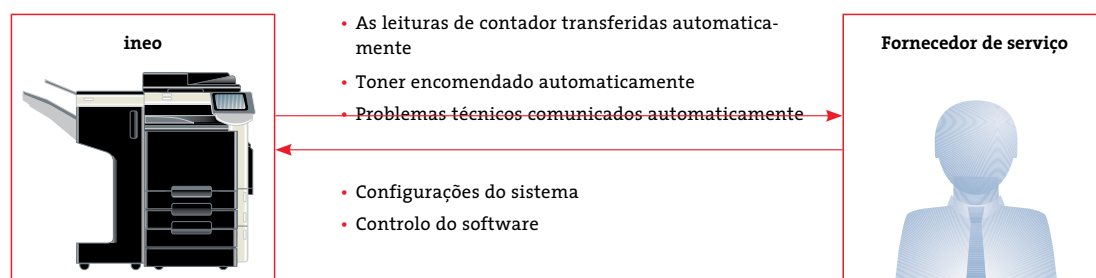 ineo
• As leituras de contador transferidas automatica-
mente
• Toner encomendado automaticamente
• Problemas técnicos comunicados automaticamente
• Configurações do sistema
• Controlo do software
Fornecedor de serviço